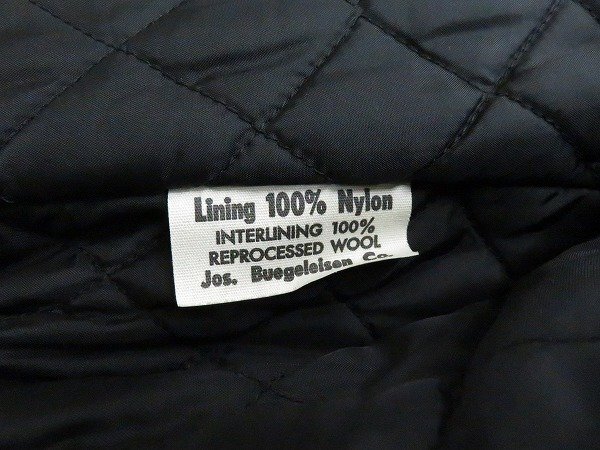 Lining 100% Nylon
INTERLINING 100%
REPROCESSED WOOL
Jos. Buegeleisen Co.